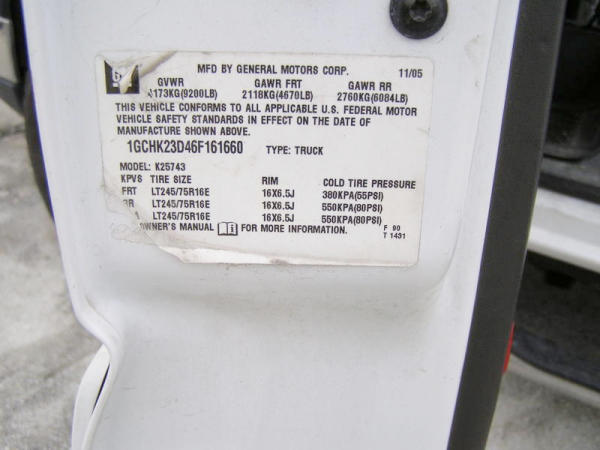 GM MFD BY GENERAL MOTORS CORP. 11/05
GVWR GAWR FRT GAWR RR
4173KG(9200LB) 2118KG(4670LB) 2760KG(6084LB)
THIS VEHICLE CONFORMS TO ALL APPLICABLE U.S. FEDERAL MOTOR
VEHICLE SAFETY STANDARDS IN EFFECT ON THE DATE OF
MANUFACTURE SHOWN ABOVE.
1GCHK23D46F161660 TYPE: TRUCK
MODEL: K25743
KPVS TIRE SIZE RIM COLD TIRE PRESSURE
FRT LT245/75R16E 16X6.5J 380KPA(55PSI)
RR LT245/75R16E 16X6.5J 550KPA(80PSI)
LT245/75R16E 16X6.5J 550KPA(80PSI)
OWNER'S MANUAL FOR MORE INFORMATION. F 90
T 1431